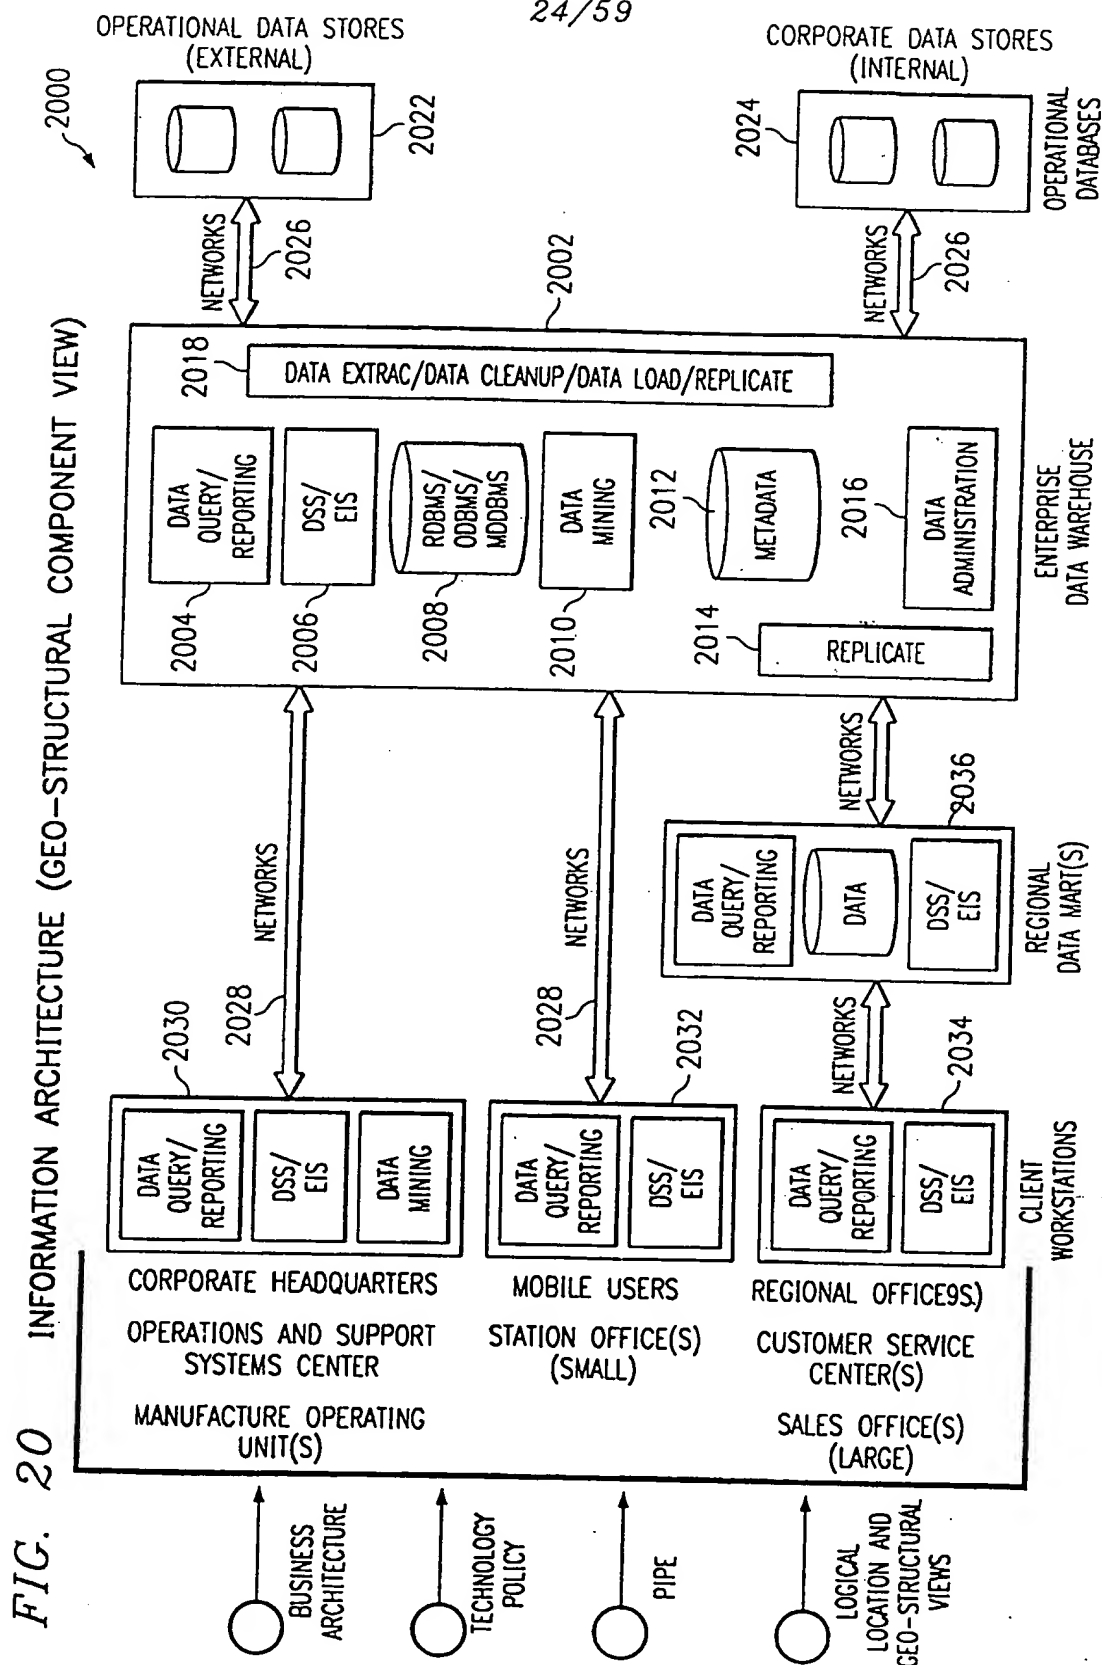 24/59
FIG. 20
INFORMATION ARCHITECTURE (GEO-STRUCTURAL COMPONENT VIEW)
2000
OPERATIONAL DATA STORES
(EXTERNAL)
2022
NETWORKS
2026
CORPORATE DATA STORES
(INTERNAL)
2024
OPERATIONAL
DATABASES
NETWORKS
2026
2002
2018
DATA EXTRAC/DATA CLEANUP/DATA LOAD/REPLICATE
DATA
QUERY/
REPORTING
2004
DSS/
EIS
2006
RDBMS/
ODBMS/
MDDBMS
2008
DATA
MINING
2010
2012
METADATA
2016
DATA
ADMINISTRATION
2014
REPLICATE
ENTERPRISE
DATA WAREHOUSE
NETWORKS
2028
NETWORKS
2028
NETWORKS
2036
DATA
QUERY/
REPORTING
DATA
DSS/
EIS
REGIONAL
DATA MART(S)
NETWORKS
2030
DATA
QUERY/
REPORTING
DSS/
EIS
DATA
MINING
2032
DATA
QUERY/
REPORTING
DSS/
EIS
2034
DATA
QUERY/
REPORTING
DSS/
EIS
CLIENT
WORKSTATIONS
CORPORATE HEADQUARTERS
OPERATIONS AND SUPPORT
SYSTEMS CENTER
MANUFACTURE OPERATING
UNIT(S)
MOBILE USERS
STATION OFFICE(S)
(SMALL)
REGIONAL OFFICE9S.)
CUSTOMER SERVICE
CENTER(S)
SALES OFFICE(S)
(LARGE)
BUSINESS
ARCHITECTURE
TECHNOLOGY
POLICY
PIPE
LOGICAL
LOCATION AND
GEO-STRUCTURAL
VIEWS